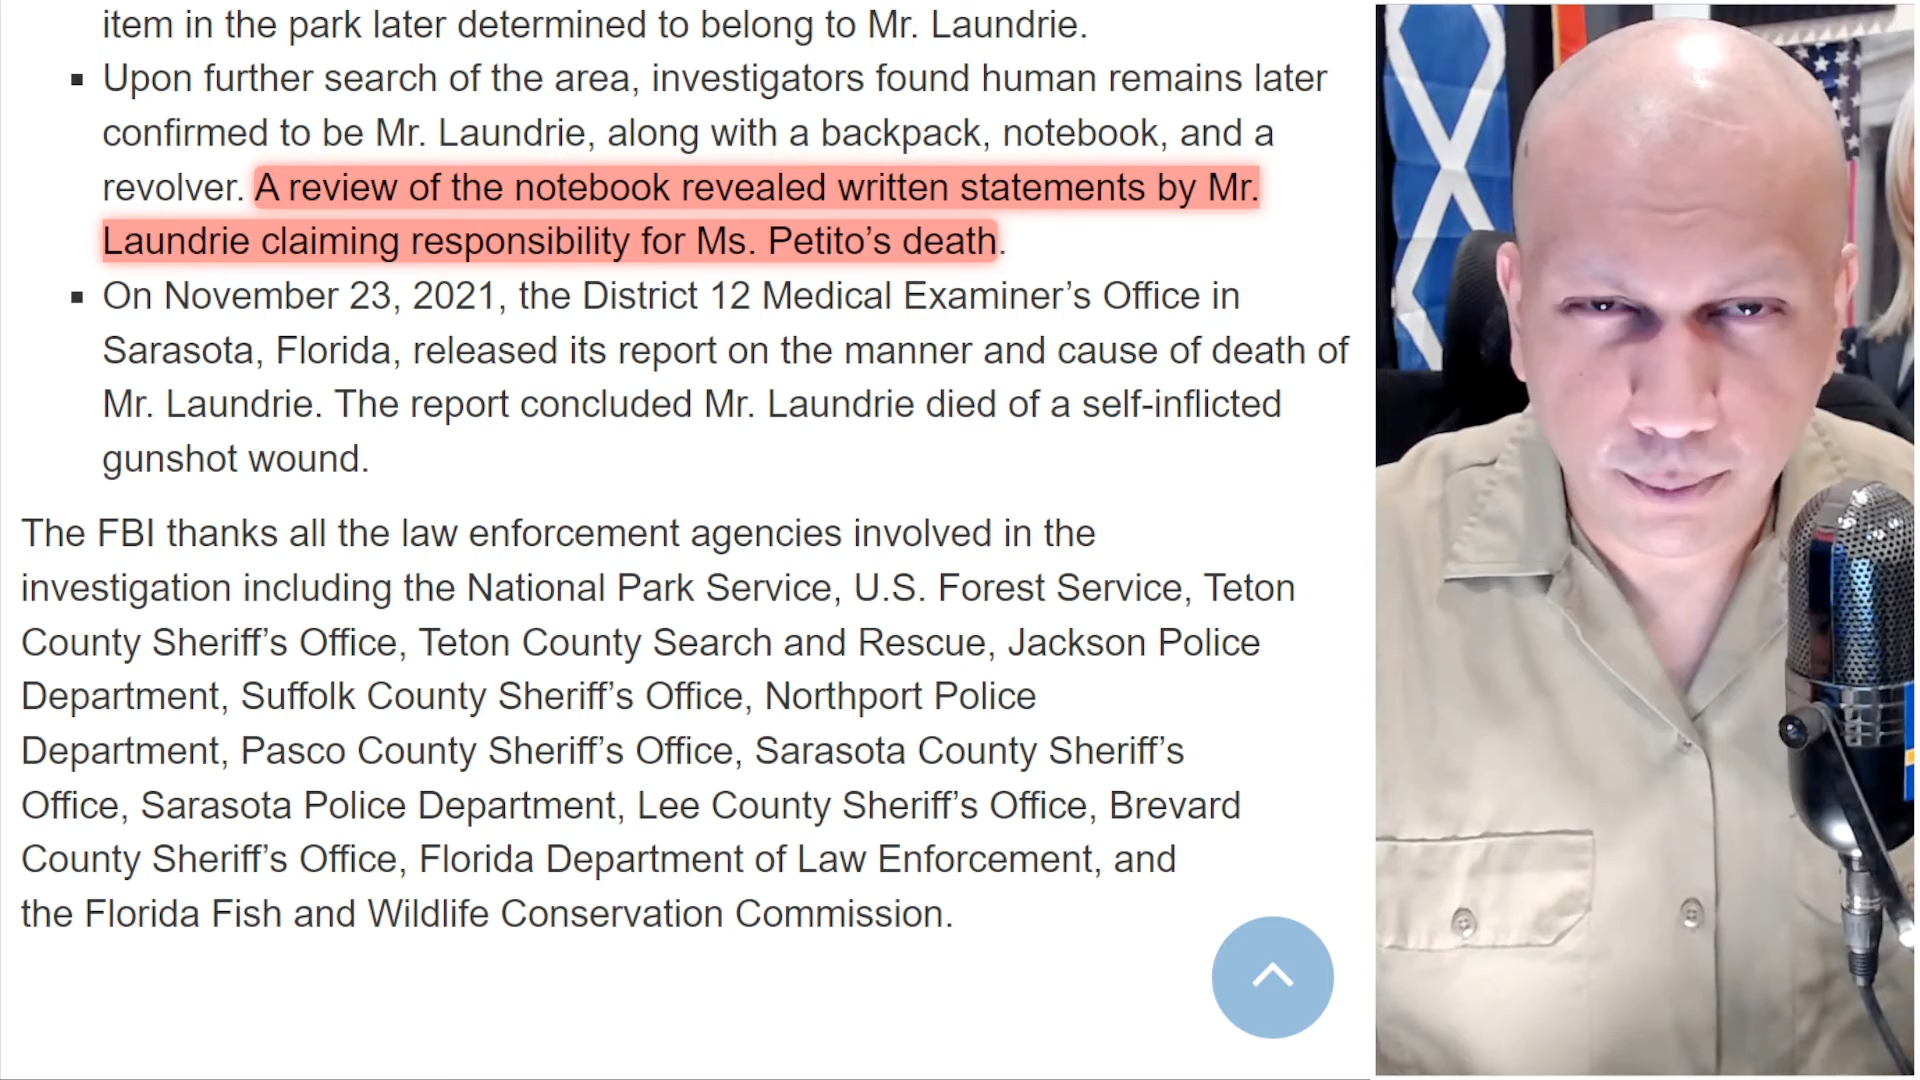 item in the park later determined to belong to Mr. Laundrie.
▪ Upon further search of the area, investigators found human remains later
confirmed to be Mr. Laundrie, along with a backpack, notebook, and a
revolver. A review of the notebook revealed written statements by Mr.
Laundrie claiming responsibility for Ms. Petito’s death.
▪ On November 23, 2021, the District 12 Medical Examiner’s Office in
Sarasota, Florida, released its report on the manner and cause of death of
Mr. Laundrie. The report concluded Mr. Laundrie died of a self-inflicted
gunshot wound.
The FBI thanks all the law enforcement agencies involved in the
investigation including the National Park Service, U.S. Forest Service, Teton
County Sheriff’s Office, Teton County Search and Rescue, Jackson Police
Department, Suffolk County Sheriff’s Office, Northport Police
Department, Pasco County Sheriff’s Office, Sarasota County Sheriff’s
Office, Sarasota Police Department, Lee County Sheriff’s Office, Brevard
County Sheriff’s Office, Florida Department of Law Enforcement, and
the Florida Fish and Wildlife Conservation Commission.